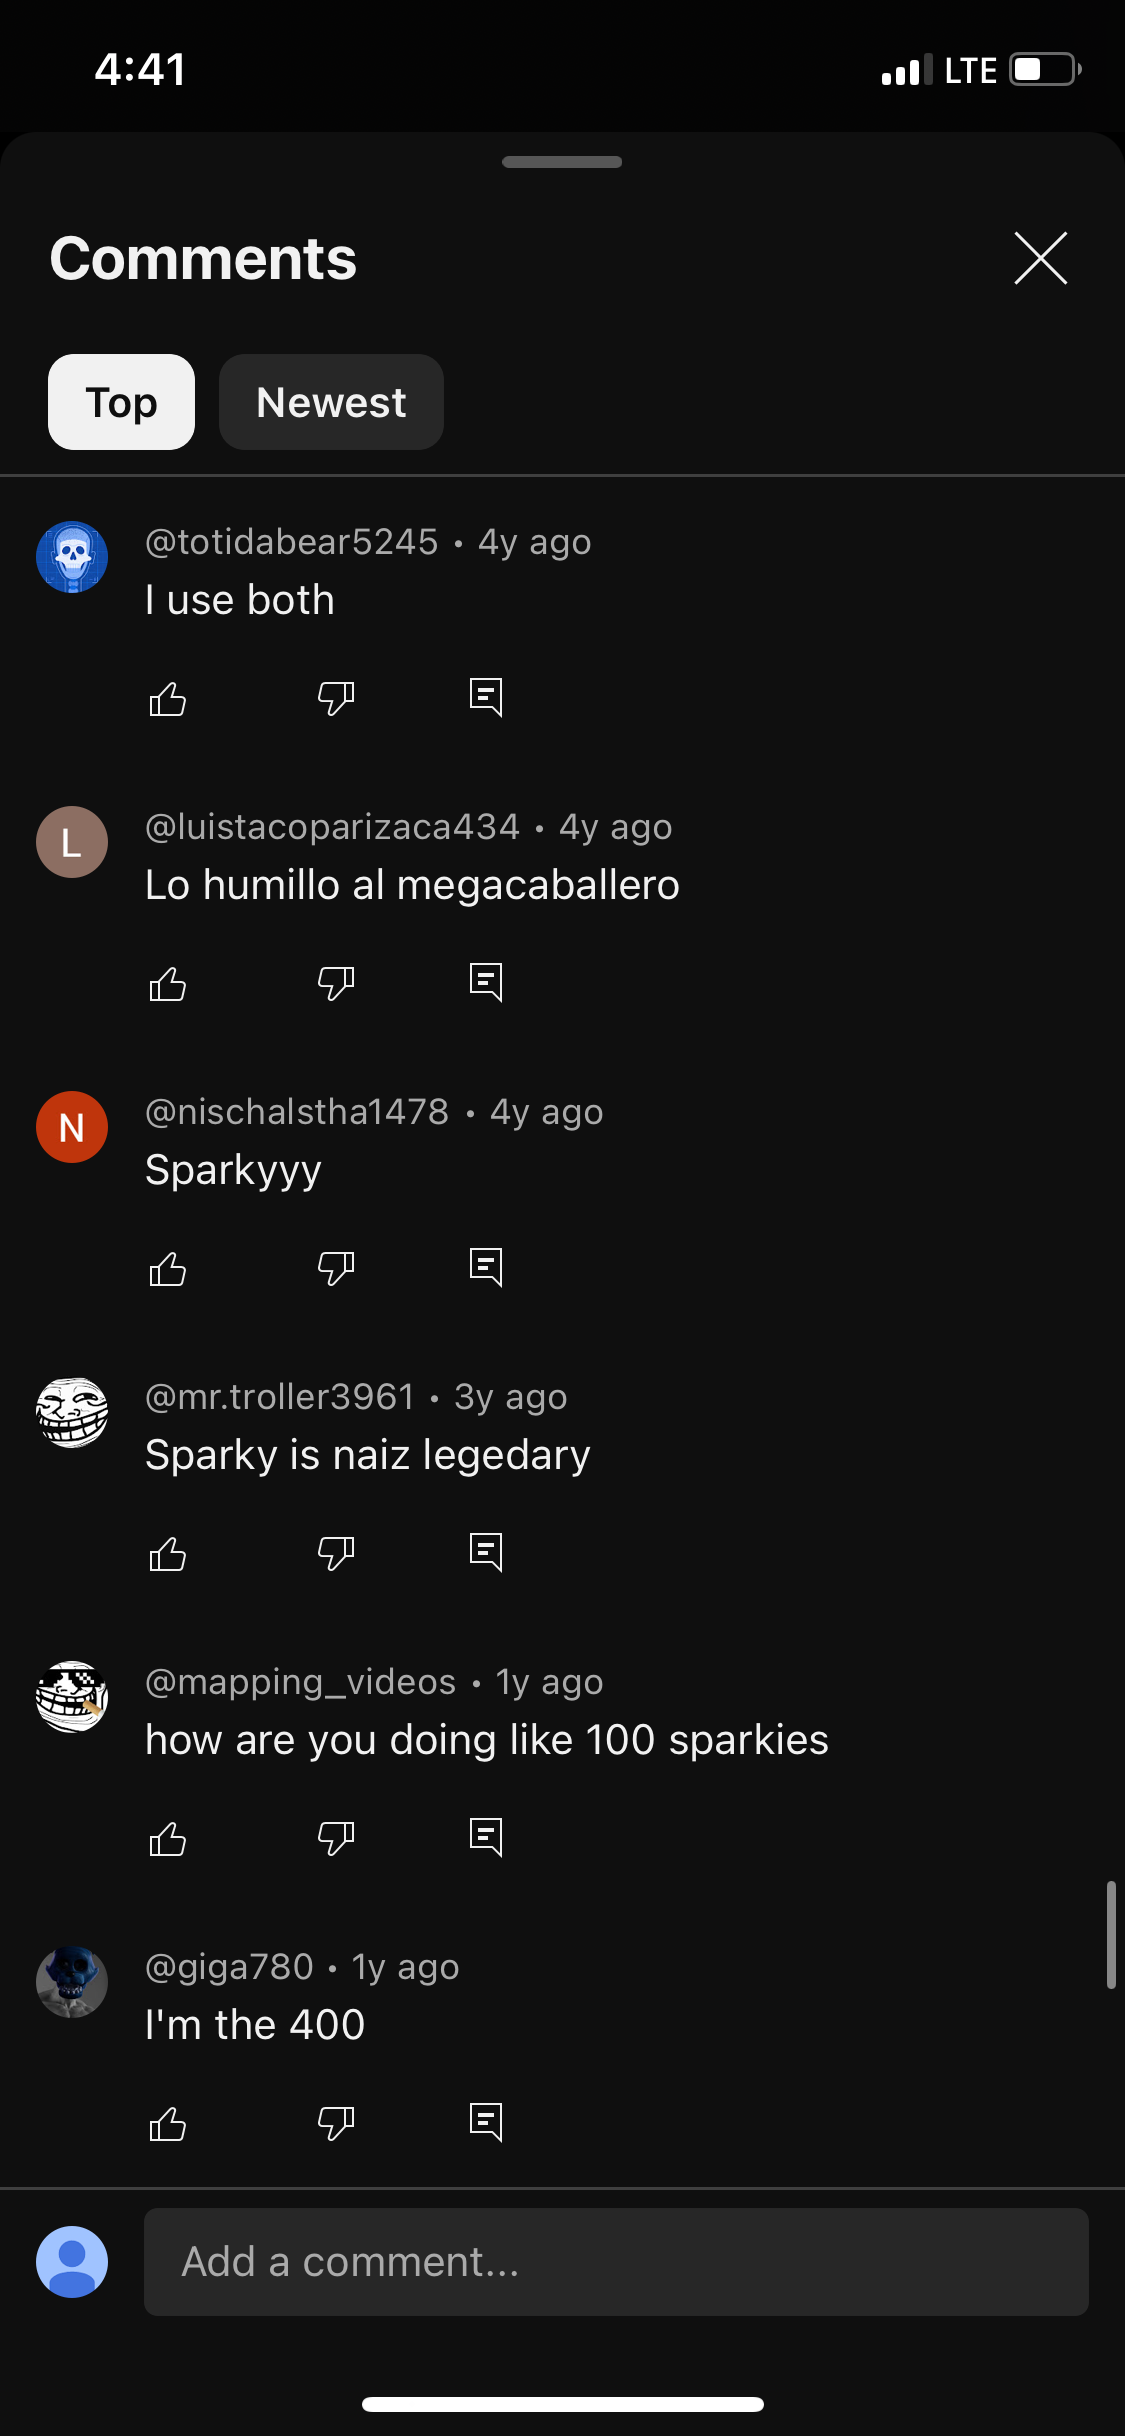 4:41
LTE
Comments
Top
Newest
@totidabear5245 • 4y ago
I use both
L
@luistacoparizaca434 • 4y ago
Lo humillo al megacaballero
N
@nischalstha1478 • 4y ago
Sparkyyy
@mr.troller3961 • 3y ago
Sparky is naiz legedary
@mapping_videos • 1y ago
how are you doing like 100 sparkies
@giga780 • 1y ago
I'm the 400
Add a comment...